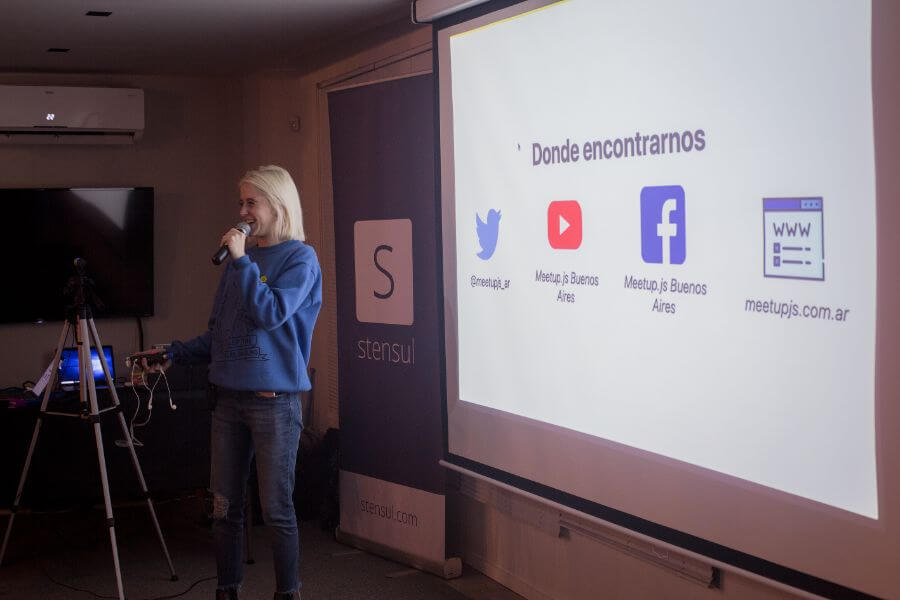 Donde encontrarnos
WWW
@meetupjs_ar
Meetup.js Buenos
Aires
Meetup.js Buenos
Aires
meetupjs.com.ar
S
stensul
stensul.com